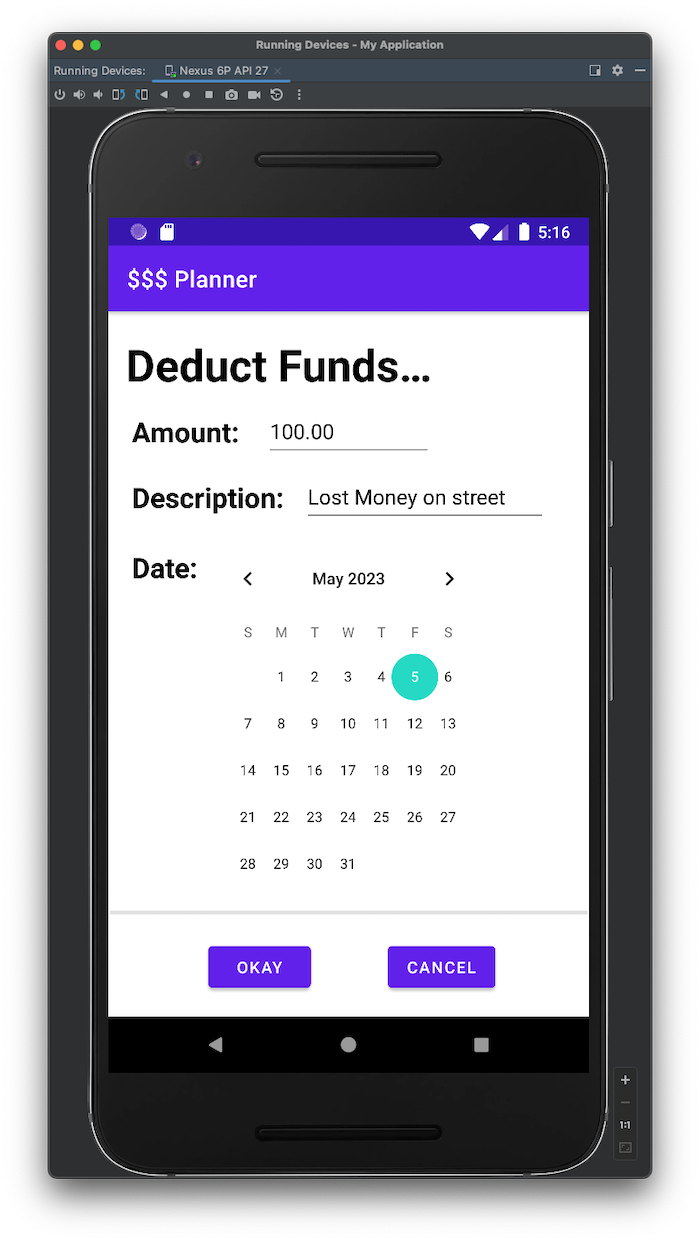 Running Devices - My Application
Running Devices: Nexus 6P API 27
5:16
$$$ Planner
Deduct Funds...
Amount: 100.00
Description: Lost Money on street
Date:
May 2023
S M T W T F S
1 2 3 4 5 6
7 8 9 10 11 12 13
14 15 16 17 18 19 20
21 22 23 24 25 26 27
28 29 30 31
OKAY CANCEL
1:1